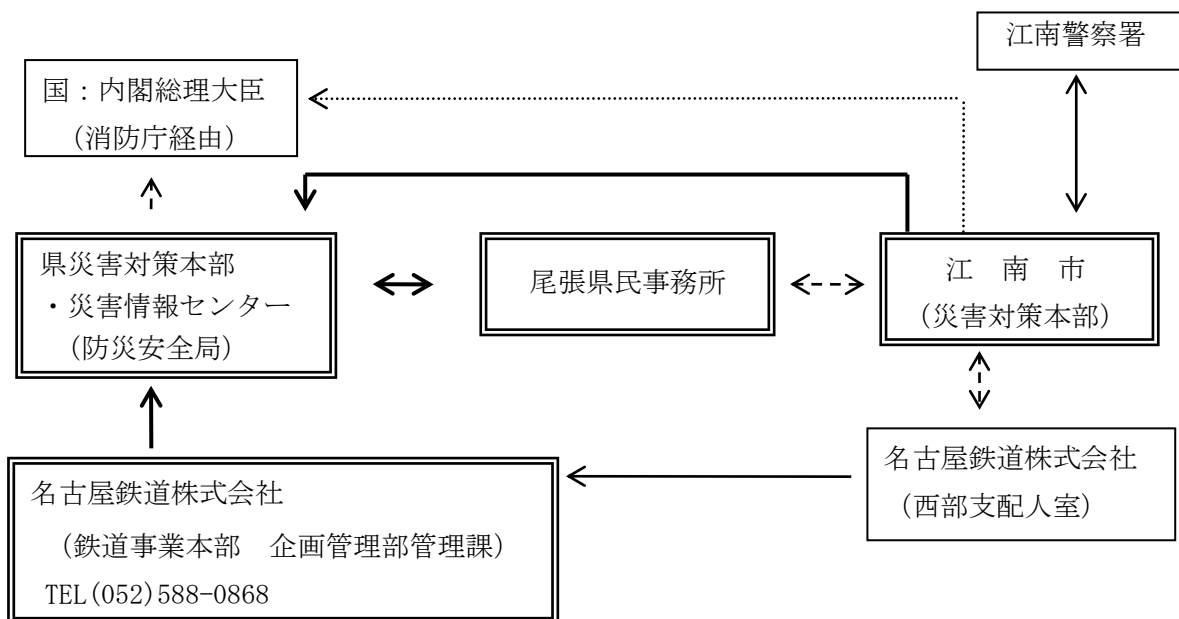 江南警察署
国：内閣総理大臣
（消防庁経由）
県災害対策本部
・災害情報センター
（防災安全局）
尾張県民事務所
江　南　市
（災害対策本部）
名古屋鉄道株式会社
（西部支配人室）
名古屋鉄道株式会社
（鉄道事業本部　企画管理部管理課）
TEL(052)588-0868